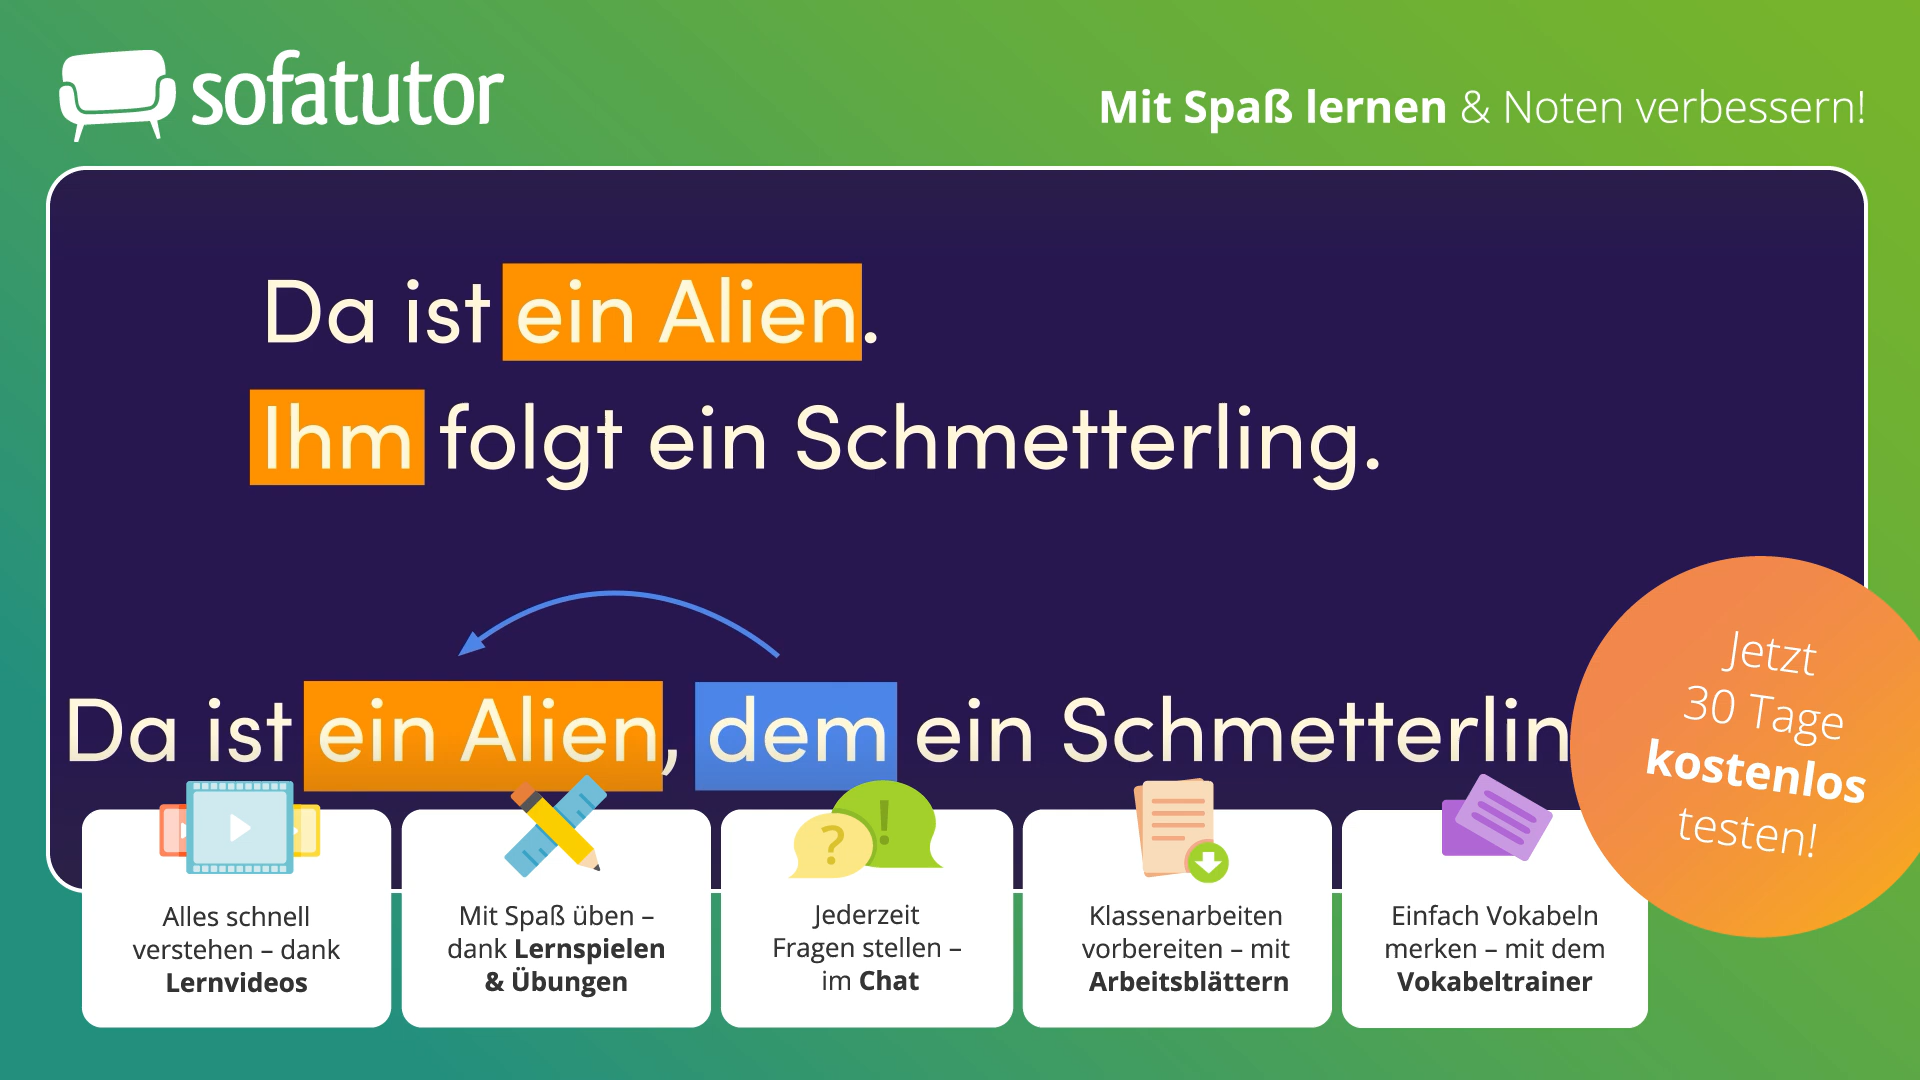 sofatutor
Mit Spaß lernen & Noten verbessern!
Da ist ein Alien.
Ihm folgt ein Schmetterling.
Da ist ein Alien, dem ein Schmetterlin
Jetzt
30 Tage
kostenlos
testen!
Alles schnell
verstehen – dank
Lernvideos
Mit Spaß üben –
dank Lernspielen
& Übungen
? !
Jederzeit
Fragen stellen –
im Chat
Klassenarbeiten
vorbereiten – mit
Arbeitsblättern
Einfach Vokabeln
merken – mit dem
Vokabeltrainer